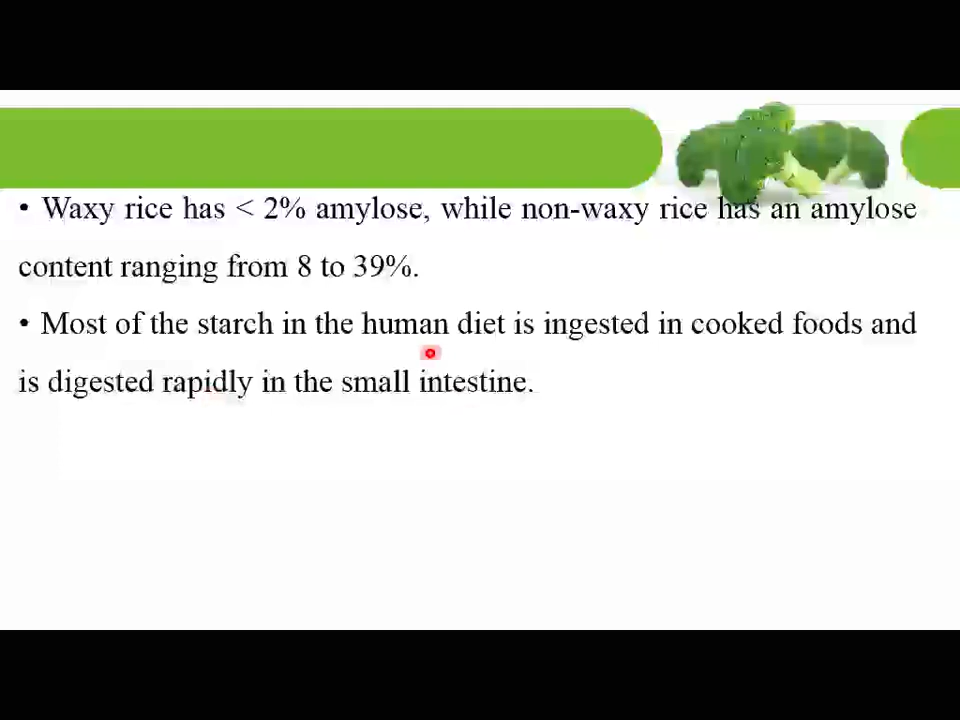 • Waxy rice has < 2% amylose, while non-waxy rice has an amylose
content ranging from 8 to 39%.
• Most of the starch in the human diet is ingested in cooked foods and
is digested rapidly in the small intestine.